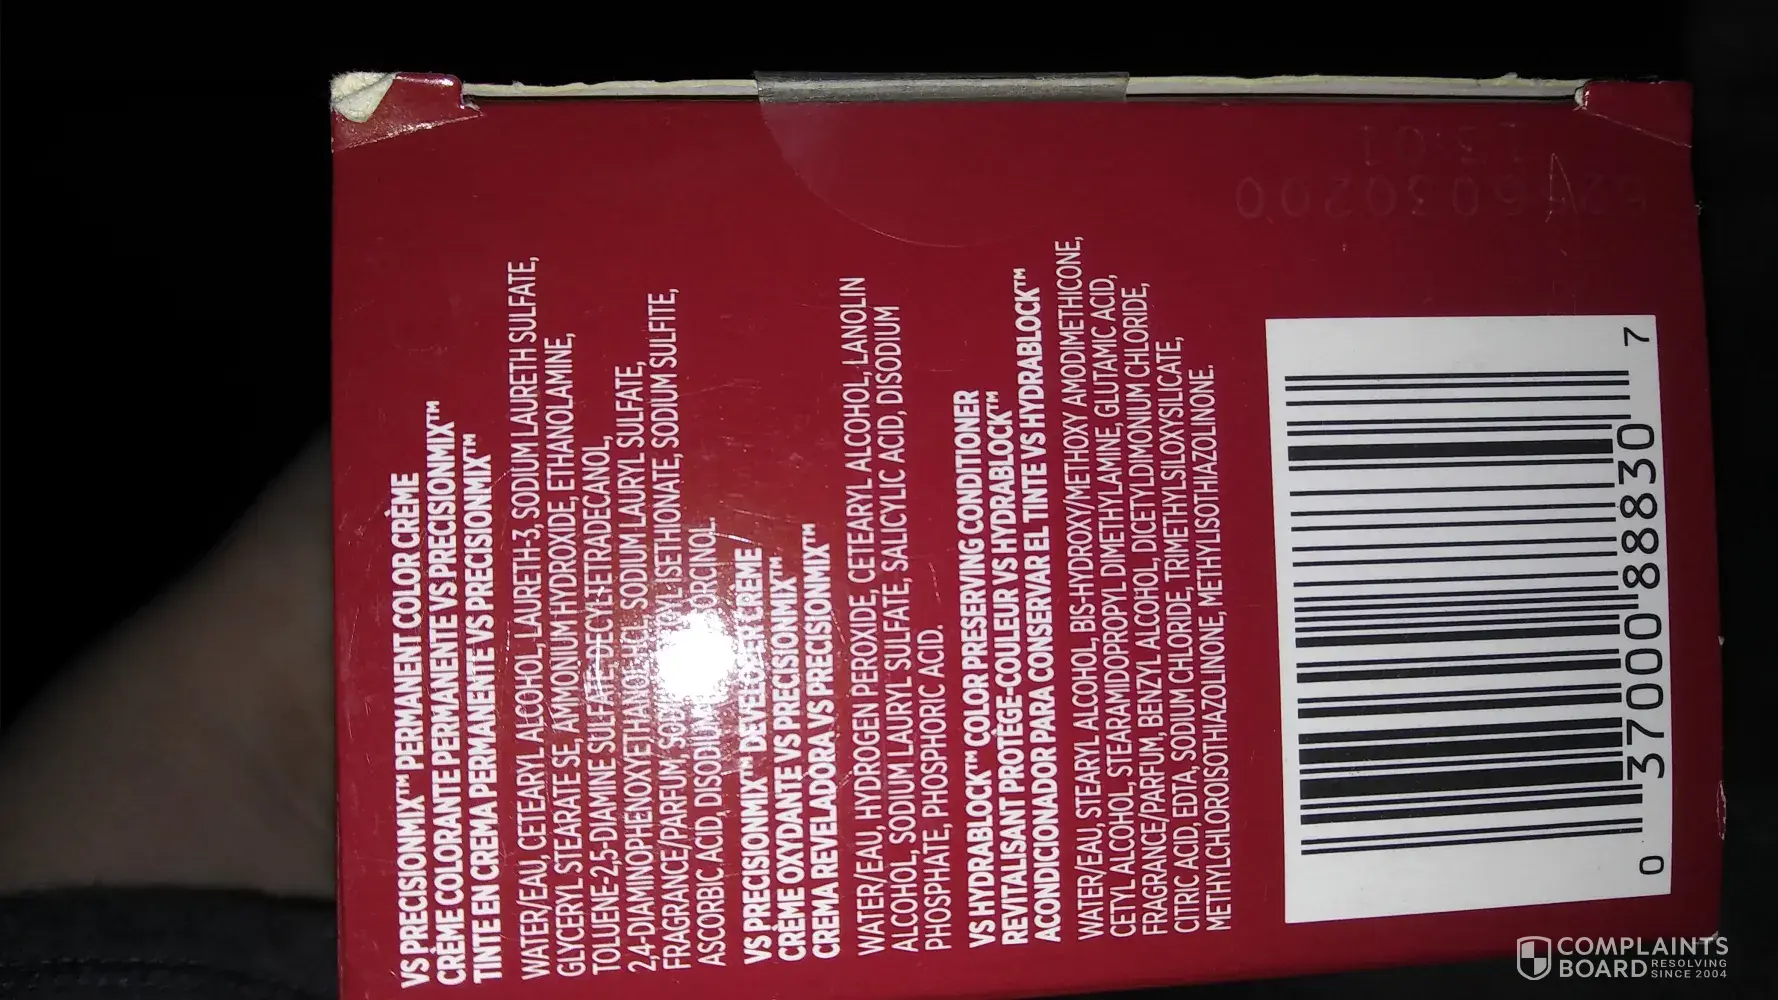 VS PRECISIONMIX™ PERMANENT COLOR CRÈME
CRÈME COLORANTE PERMANENTE VS PRECISIONMIX™
TINTE EN CREMA PERMANENTE VS PRECISIONMIX™
WATER/EAU, CETEARYL ALCOHOL, LAURETH-3, SODIUM LAURETH SULFATE,
GLYCERYL STEARATE SE, AMMONIUM HYDROXIDE, ETHANOLAMINE,
TOLUENE-2,5-DIAMINE SULFATE, DECYLTETRADECANOL,
2,4-DIAMINOPHENOXYETHANOL HCL, SODIUM LAURYL SULFATE,
FRAGRANCE/PARFUM, ISETHIONATE, SODIUM SULFITE,
ASCORBIC ACID, DISODIUM
VS PRECISIONMIX™ DEVELOPER CRÈME
CRÈME OXYDANTE VS PRECISIONMIX™
CREMA REVELADORA VS PRECISIONMIX™
WATER/EAU, HYDROGEN PEROXIDE, CETEARYL ALCOHOL, LANOLIN
ALCOHOL, SODIUM LAURYL SULFATE, SALICYLIC ACID, DISODIUM
PHOSPHATE, PHOSPHORIC ACID.
VS HYDRABLOCK™ COLOR PRESERVING CONDITIONER
REVITALISANT PROTÈGE-COULEUR VS HYDRABLOCK™
ACONDICIONADOR PARA CONSERVAR EL TINTE VS HYDRABLOCK™
WATER/EAU, STEARYL ALCOHOL, BIS-HYDROXY/METHOXY AMODIMETHICONE,
CETYL ALCOHOL, STEARAMIDOPROPYL DIMETHYLAMINE, GLUTAMIC ACID,
FRAGRANCE/PARFUM, BENZYL ALCOHOL, DICETYLDIMONIUM CHLORIDE,
CITRIC ACID, EDTA, SODIUM CHLORIDE, TRIMETHYLSILOXYSILICATE,
METHYLCHLOROISOTHIAZOLINONE, METHYLISOTHIAZOLINONE.
0 37000 88830 7
15:01
COMPLAINTS
BOARD RESOLVING
SINCE 2004